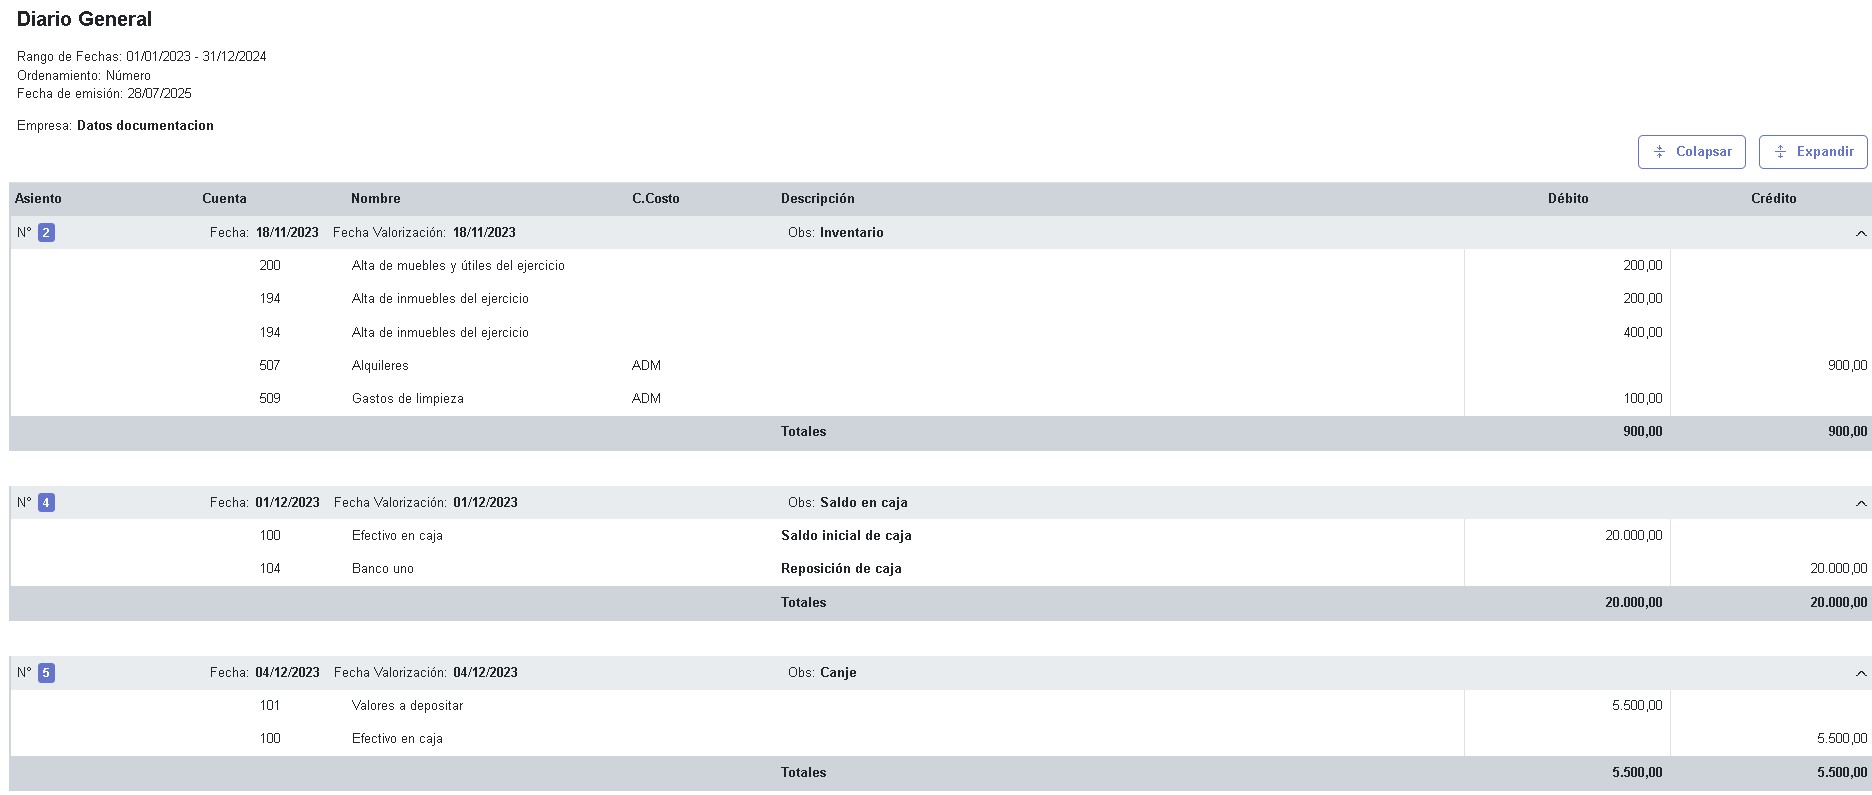 Diario General
Rango de Fechas: 01/01/2023 - 31/12/2024
Ordenamiento: Número
Fecha de emisión: 28/07/2025
Empresa: Datos documentacion
Colapsar Expandir
Asiento Cuenta Nombre C.Costo Descripción Débito Crédito
N° 2 Fecha: 18/11/2023 Fecha Valorización: 18/11/2023 Obs: Inventario
200 Alta de muebles y útiles del ejercicio 200,00
194 Alta de inmuebles del ejercicio 200,00
194 Alta de inmuebles del ejercicio 400,00
507 Alquileres ADM 900,00
509 Gastos de limpieza ADM 100,00
Totales 900,00 900,00
N° 4 Fecha: 01/12/2023 Fecha Valorización: 01/12/2023 Obs: Saldo en caja
100 Efectivo en caja Saldo inicial de caja 20.000,00
104 Banco uno Reposición de caja 20.000,00
Totales 20.000,00 20.000,00
N° 5 Fecha: 04/12/2023 Fecha Valorización: 04/12/2023 Obs: Canje
101 Valores a depositar 5.500,00
100 Efectivo en caja 5.500,00
Totales 5.500,00 5.500,00